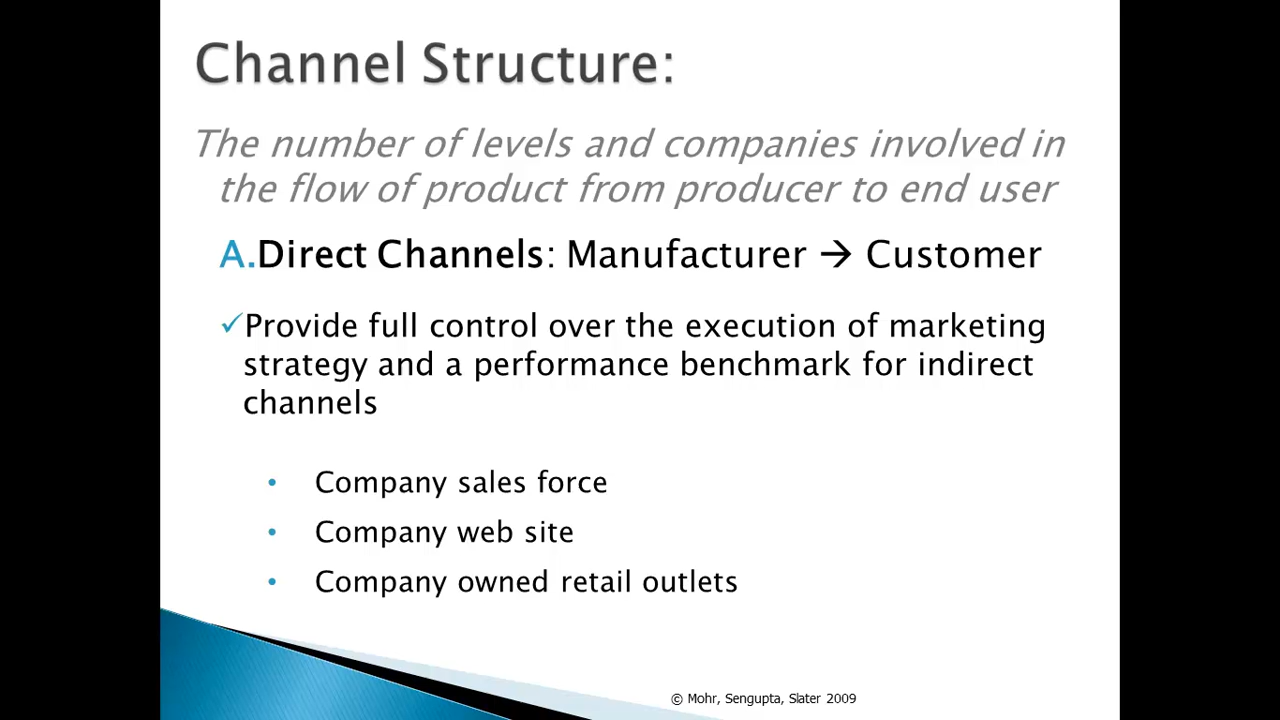 Channel Structure:
The number of levels and companies involved in
the flow of product from producer to end user
A.Direct Channels: Manufacturer → Customer
✓Provide full control over the execution of marketing
strategy and a performance benchmark for indirect
channels
• Company sales force
• Company web site
• Company owned retail outlets
© Mohr, Sengupta, Slater 2009